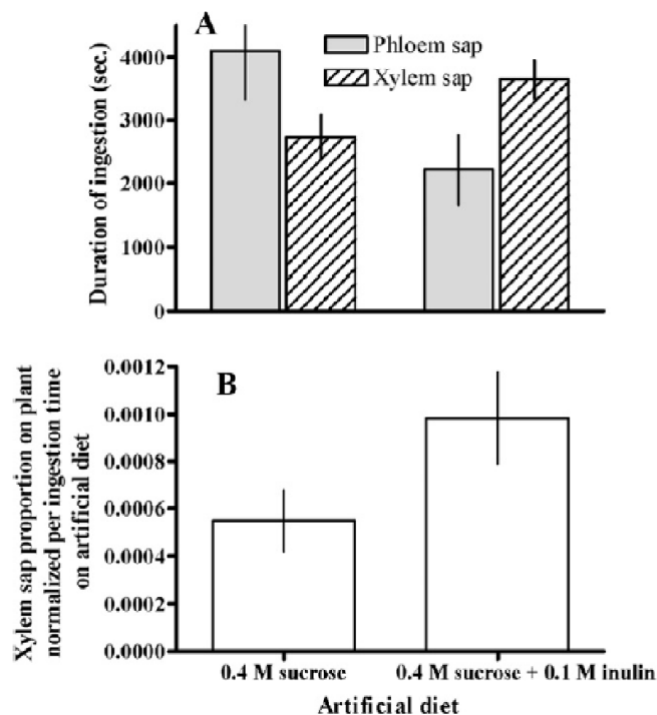 A
Phloem sap
Xylem sap
4000
3000
2000
1000
0
Duration of ingestion (sec.)
B
0.0012
0.0010
0.0008
0.0006
0.0004
0.0002
0.0000
Xylem sap proportion on plant
normalized per ingestion time
on artificial diet
0.4 M sucrose
0.4 M sucrose + 0.1 M inulin
Artificial diet